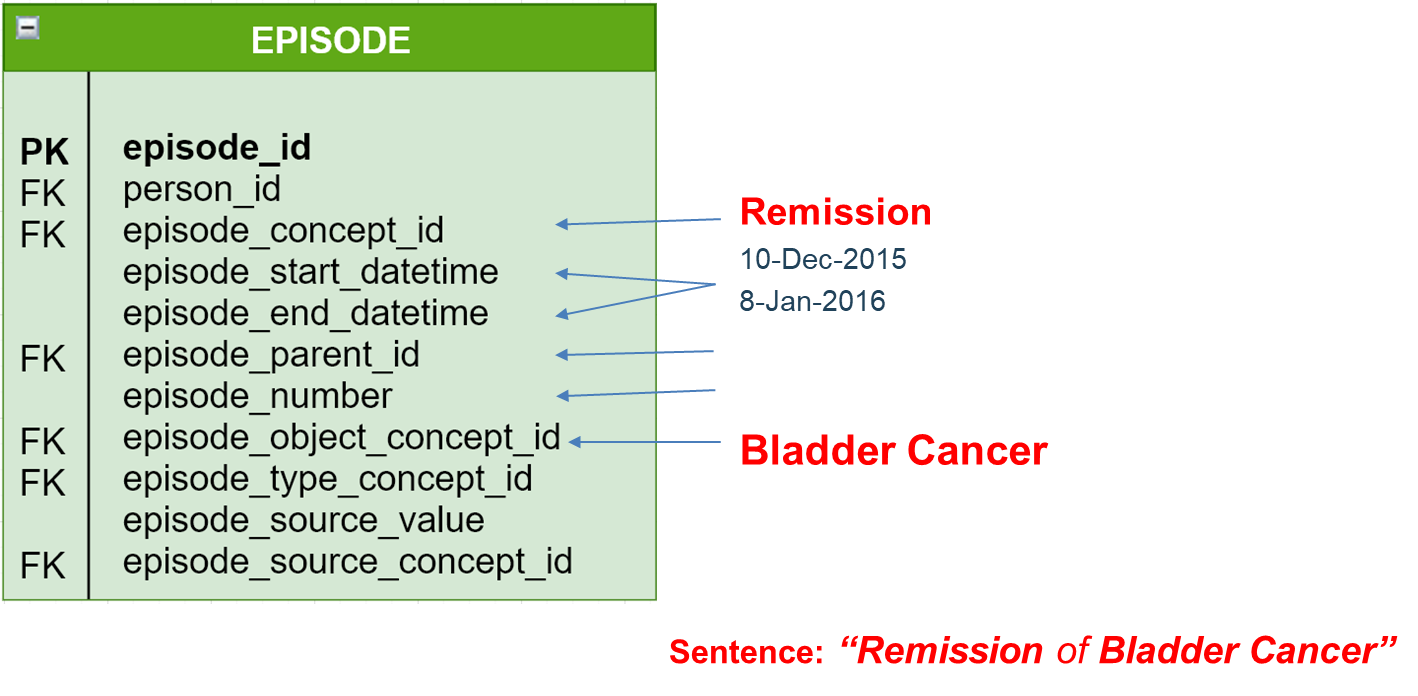 EPISODE
PK episode_id
FK person_id
FK episode_concept_id
Remission
episode_start_datetime
10-Dec-2015
episode_end_datetime
8-Jan-2016
FK episode_parent_id
episode_number
FK episode_object_concept_id
Bladder Cancer
FK episode_type_concept_id
episode_source_value
FK episode_source_concept_id
Sentence: “Remission of Bladder Cancer”